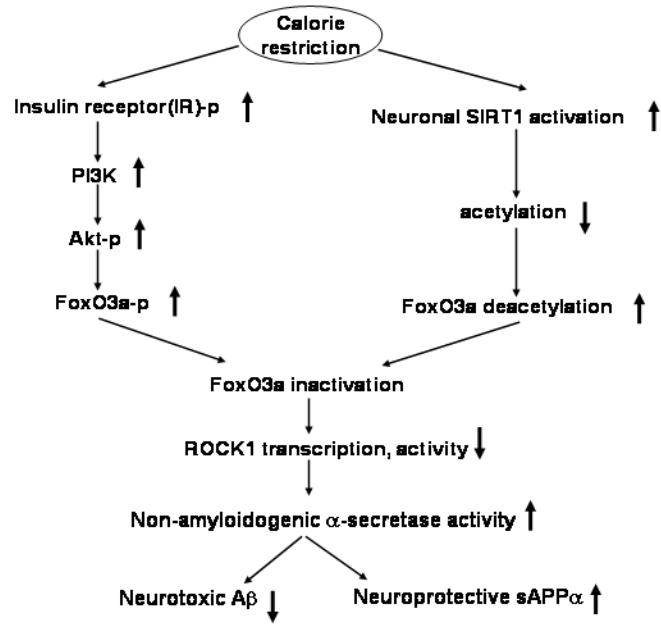 Calorie
restriction
Insulin receptor(IR)-p
Neuronal SIRT1 activation
PI3K
acetylation
Akt-p
FoxO3a-p
FoxO3a deacetylation
FoxO3a inactivation
ROCK1 transcription, activity
Non-amyloidogenic α-secretase activity
Neurotoxic Aβ
Neuroprotective sAPPα